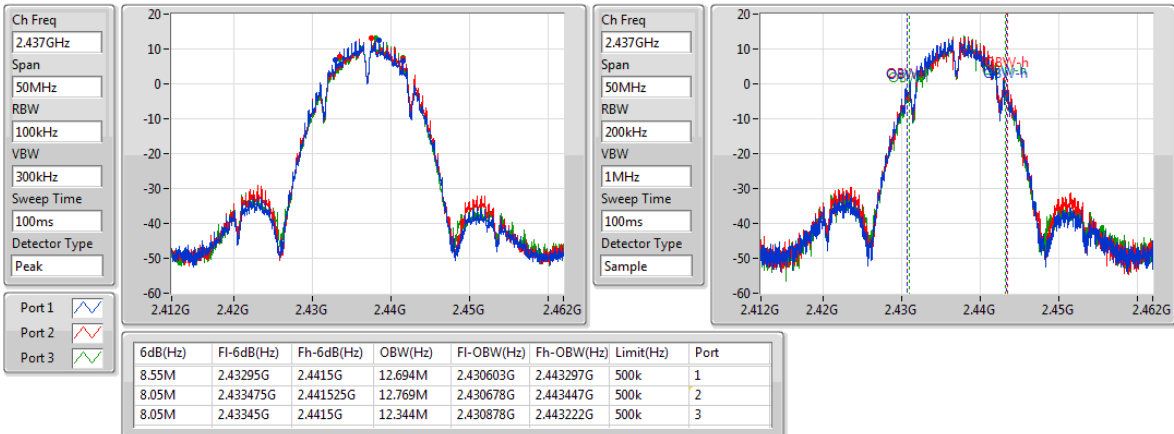 Ch Freq
2.437GHz
Span
50MHz
RBW
100kHz
VBW
300kHz
Sweep Time
100ms
Detector Type
Peak
Port 1
Port 2
Port 3
20
10
0
-10
-20
-30
-40
-50
-60
2.412G 2.42G 2.43G 2.44G 2.45G 2.462G
Ch Freq
2.437GHz
Span
50MHz
RBW
200kHz
VBW
1MHz
Sweep Time
100ms
Detector Type
Sample
20
10
0
-10
-20
-30
-40
-50
-60
OBW-h
OBW-h
2.412G 2.42G 2.43G 2.44G 2.45G 2.462G
6dB(Hz) Fl-6dB(Hz) Fh-6dB(Hz) OBW(Hz) Fl-OBW(Hz) Fh-OBW(Hz) Limit(Hz) Port
8.55M 2.43295G 2.4415G 12.694M 2.430603G 2.443297G 500k 1
8.05M 2.433475G 2.441525G 12.769M 2.430678G 2.443447G 500k 2
8.05M 2.43345G 2.4415G 12.344M 2.430878G 2.443222G 500k 3